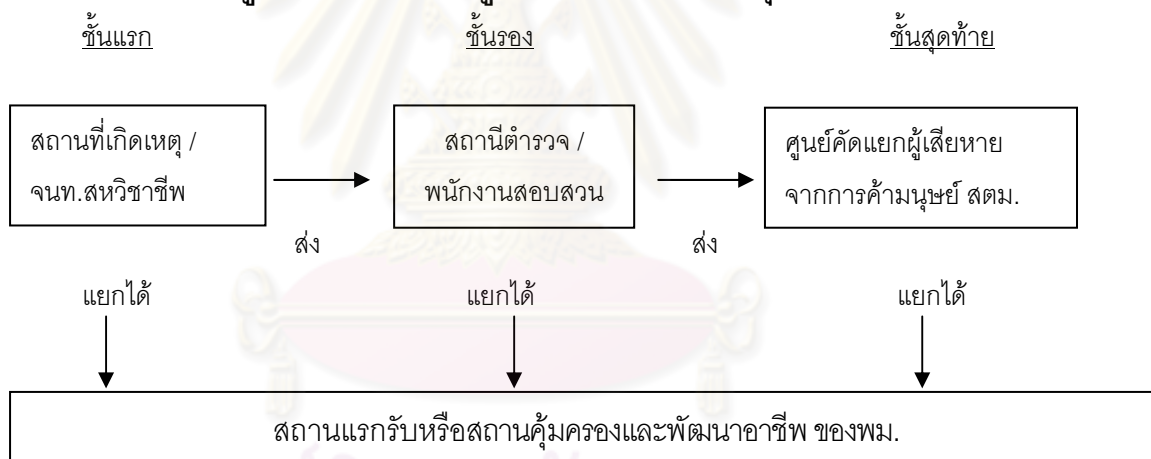 ชั้นแรก
ชั้นรอง
ชั้นสุดท้าย
สถานที่เกิดเหตุ /
จนท.สหวิชาชีพ
สถานีตำรวจ /
พนักงานสอบสวน
ศูนย์คัดแยกผู้เสียหาย
จากการค้ามนุษย์ สตม.
ส่ง
ส่ง
แยกได้
แยกได้
แยกได้
สถานแรกรับหรือสถานคุ้มครองและพัฒนาอาชีพ ของพม.